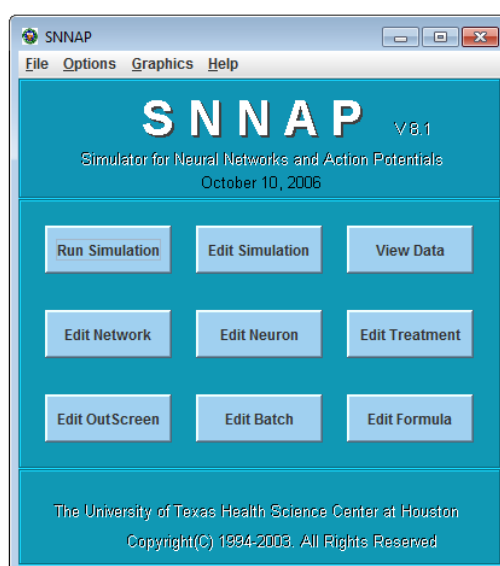 SNNAP
File Options Graphics Help
S N N A P V 8.1
Simulator for Neural Networks and Action Potentials
October 10, 2006
Run Simulation Edit Simulation View Data
Edit Network Edit Neuron Edit Treatment
Edit OutScreen Edit Batch Edit Formula
The University of Texas Health Science Center at Houston
Copyright(C) 1994-2003. All Rights Reserved